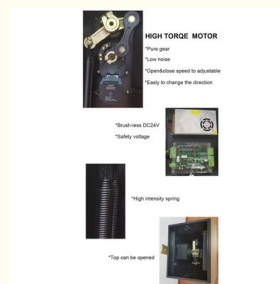 HIGH TORQE MOTOR
*Pure gear
*Low noise
*Open&close speed to adjustable
*Easy to change the direction
*Brush-less DC24V
*Safety voltage
*High intensity spring
*Top can be opened